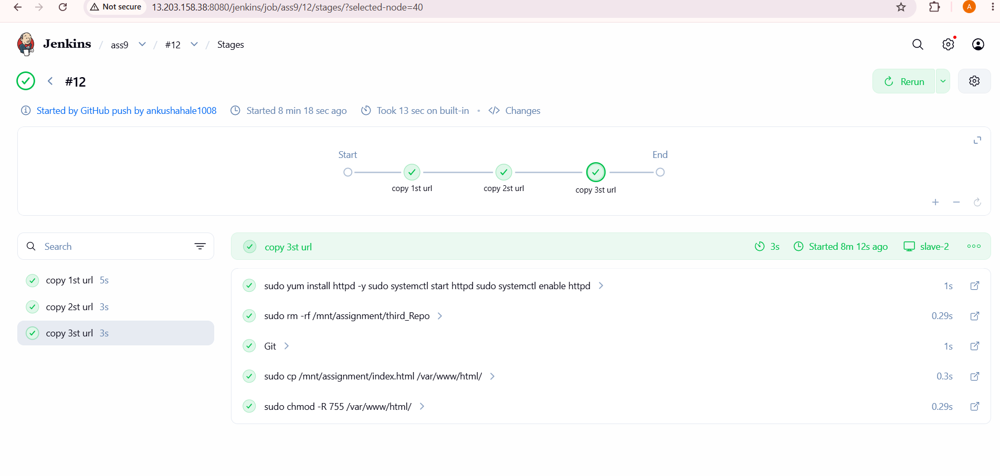 Not secure 13.203.158.38:8080/jenkins/job/ass9/12/stages/?selected-node=40 A
Jenkins / ass9 / #12 / Stages
#12 Rerun
Started by GitHub push by ankushahale1008 Started 8 min 18 sec ago Took 13 sec on built-in • Changes
Start End
copy 1st url copy 2st url copy 3st url
Search
copy 1st url 5s
copy 2st url 3s
copy 3st url 3s
copy 3st url 3s Started 8m 12s ago slave-2
sudo yum install httpd -y sudo systemctl start httpd sudo systemctl enable httpd 1s
sudo rm -rf /mnt/assignment/third_Repo 0.29s
Git 1s
sudo cp /mnt/assignment/index.html /var/www/html/ 0.3s
sudo chmod -R 755 /var/www/html/ 0.29s